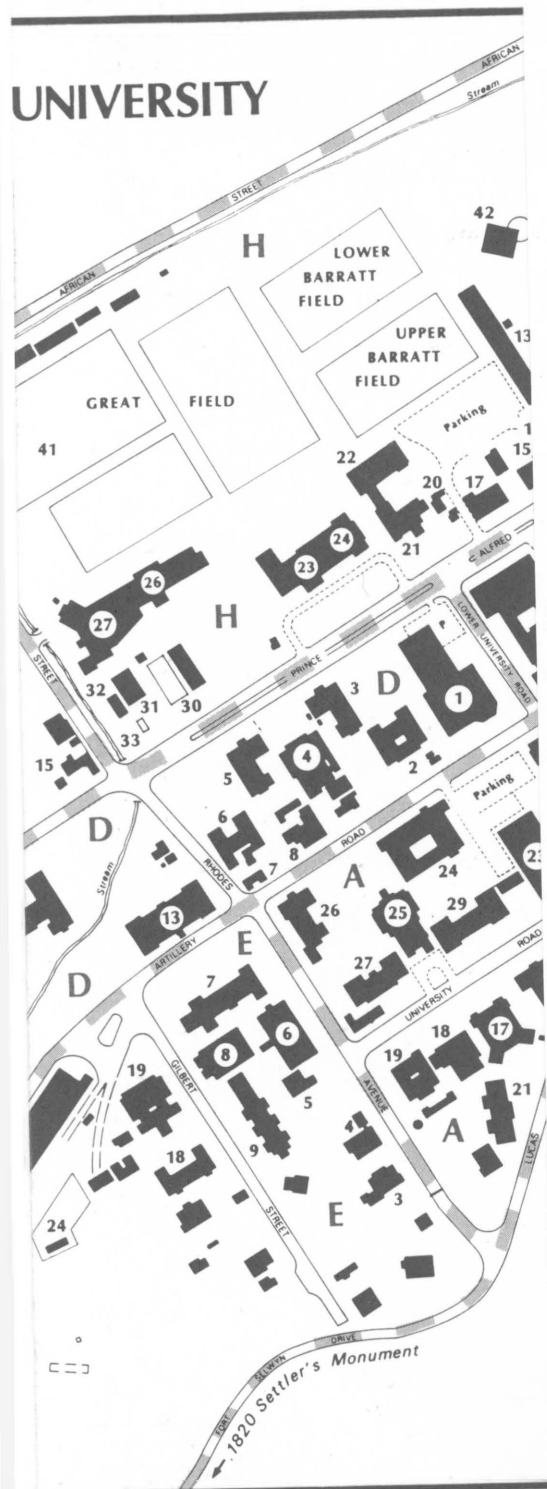 UNIVERSITY
AFRICAN
Stream
STREET
42
H
LOWER
BARRATT
FIELD
AFRICAN
UPPER
BARRATT
FIELD
13
GREAT FIELD
Parking
41
22
15
20 17
21
ALFRED
24
23
26
27
H
LOWER UNIVERSITY ROAD
P
STREET
PRINCE
32
31 30
33
3
D
1
15
4
5
2
6
8
Parking
D
ROAD
RHODES
7
A
24
23
Stream
13
26
25
29
ARTILLERY
E
ROAD
D
7
27
UNIVERSITY
6
8
17
18
19
19
GILBERT
5
AVENUE
21
9
4
A
18
3
LUCAS
E
24
STREET
DRIVE
SELWYN
FORT
1820 Settler's Monument